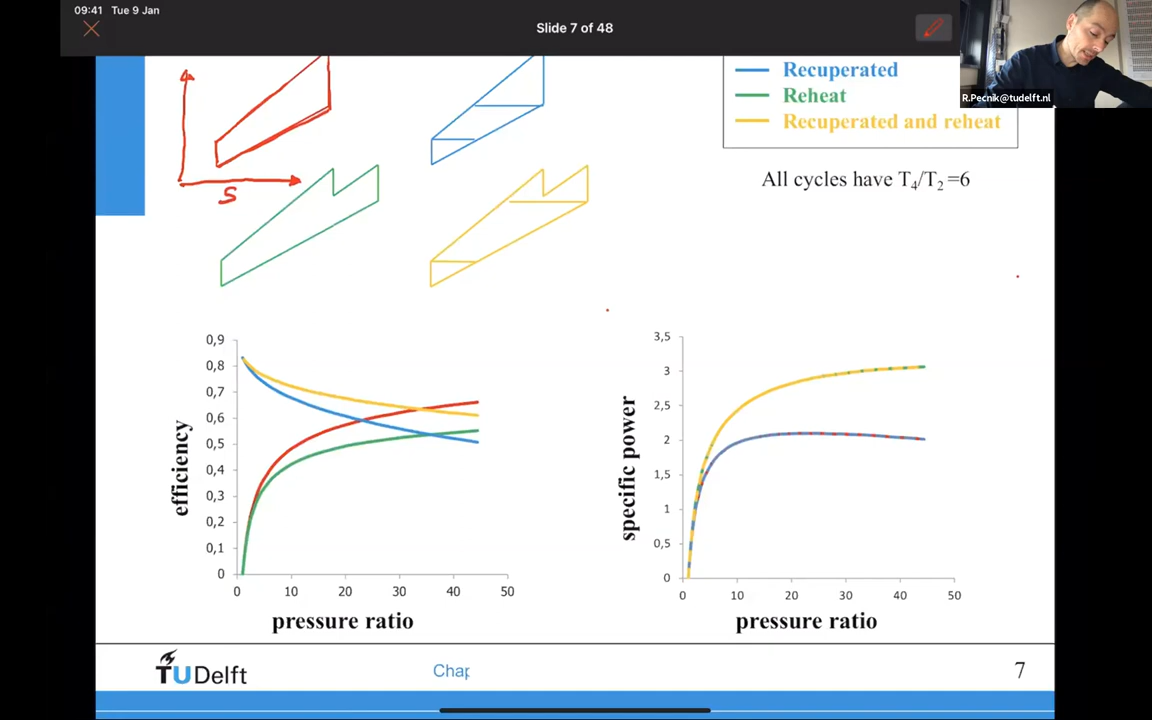 09:41 Tue 9 Jan
Slide 7 of 48
R.Pecnik@tudelft.nl
Recuperated
Reheat
Recuperated and reheat
All cycles have T4/T2 =6
S
0,9
0,8
0,7
0,6
0,5
0,4
0,3
0,2
0,1
0
efficiency
0 10 20 30 40 50
pressure ratio
3,5
3
2,5
2
1,5
1
0,5
0
specific power
0 10 20 30 40 50
pressure ratio
TUDelft
Chap
7